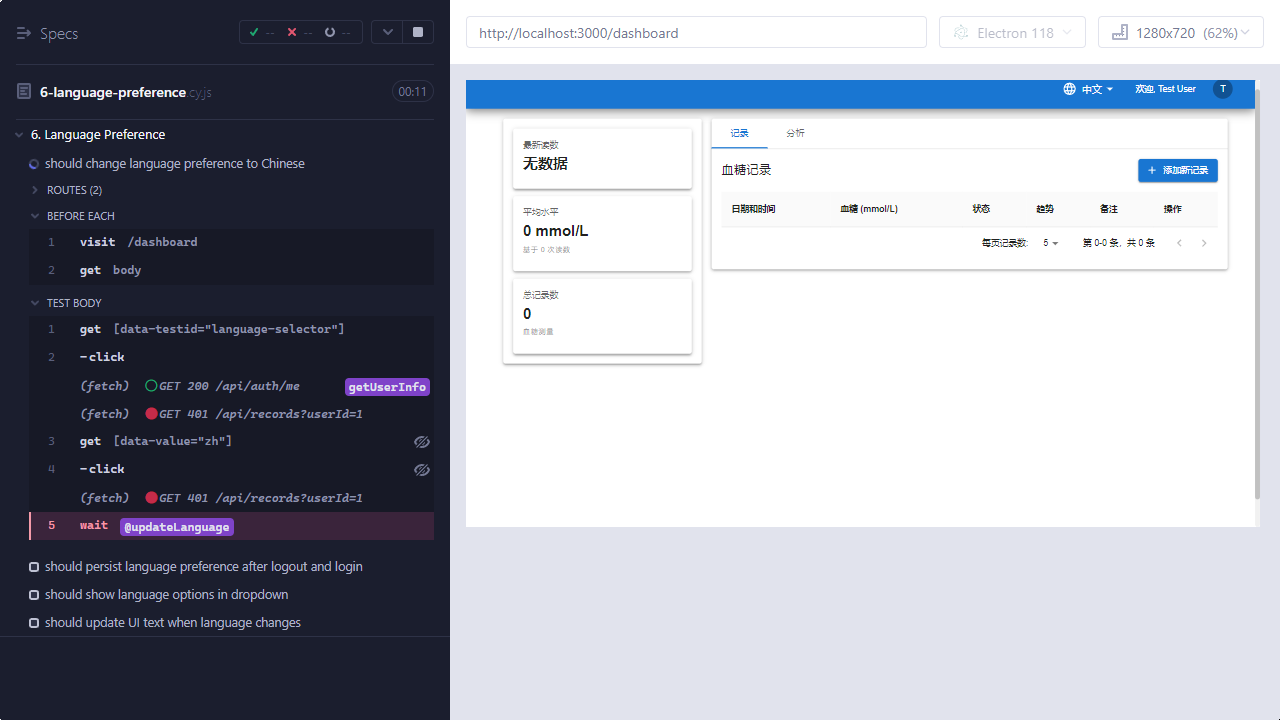 Specs
--
--
--
6-language-preference.cy.js
00:11
6. Language Preference
should change language preference to Chinese
ROUTES (2)
BEFORE EACH
1 visit /dashboard
2 get body
TEST BODY
1 get [data-testid="language-selector"]
2 -click
(fetch) GET 200 /api/auth/me getUserInfo
(fetch) GET 401 /api/records?userId=1
3 get [data-value="zh"]
4 -click
(fetch) GET 401 /api/records?userId=1
5 wait @updateLanguage
should persist language preference after logout and login
should show language options in dropdown
should update UI text when language changes
http://localhost:3000/dashboard
Electron 118
1280x720 (62%)
中文
欢迎, Test User
T
最新读数
无数据
平均水平
0 mmol/L
基于 0 次读数
总记录数
0
血糖测量
记录
分析
血糖记录
添加新记录
日期和时间 血糖 (mmol/L) 状态 趋势 备注 操作
每页记录数: 5 第 0-0 条，共 0 条